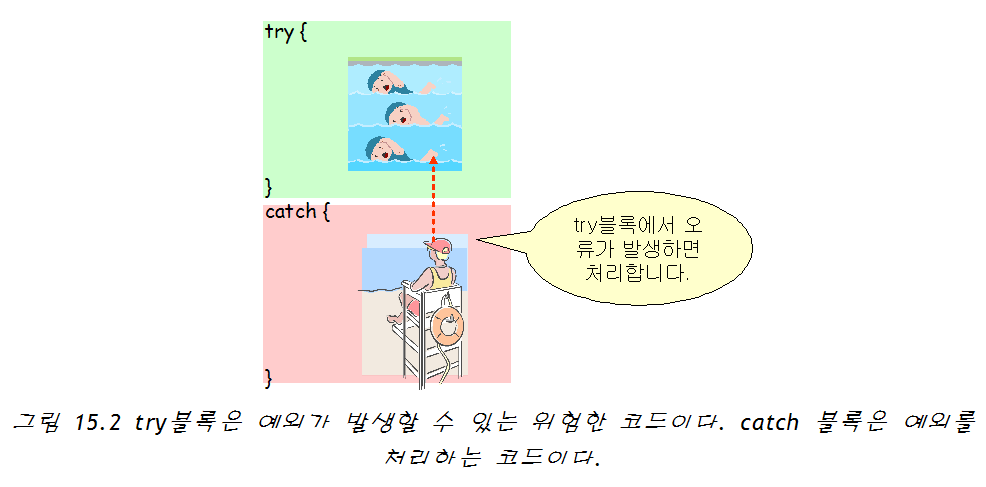 try {
}
catch {
try블록에서 오
류가 발생하면
처리합니다.
}
그림 15.2 try블록은 예외가 발생할 수 있는 위험한 코드이다. catch 블록은 예외를
처리하는 코드이다.